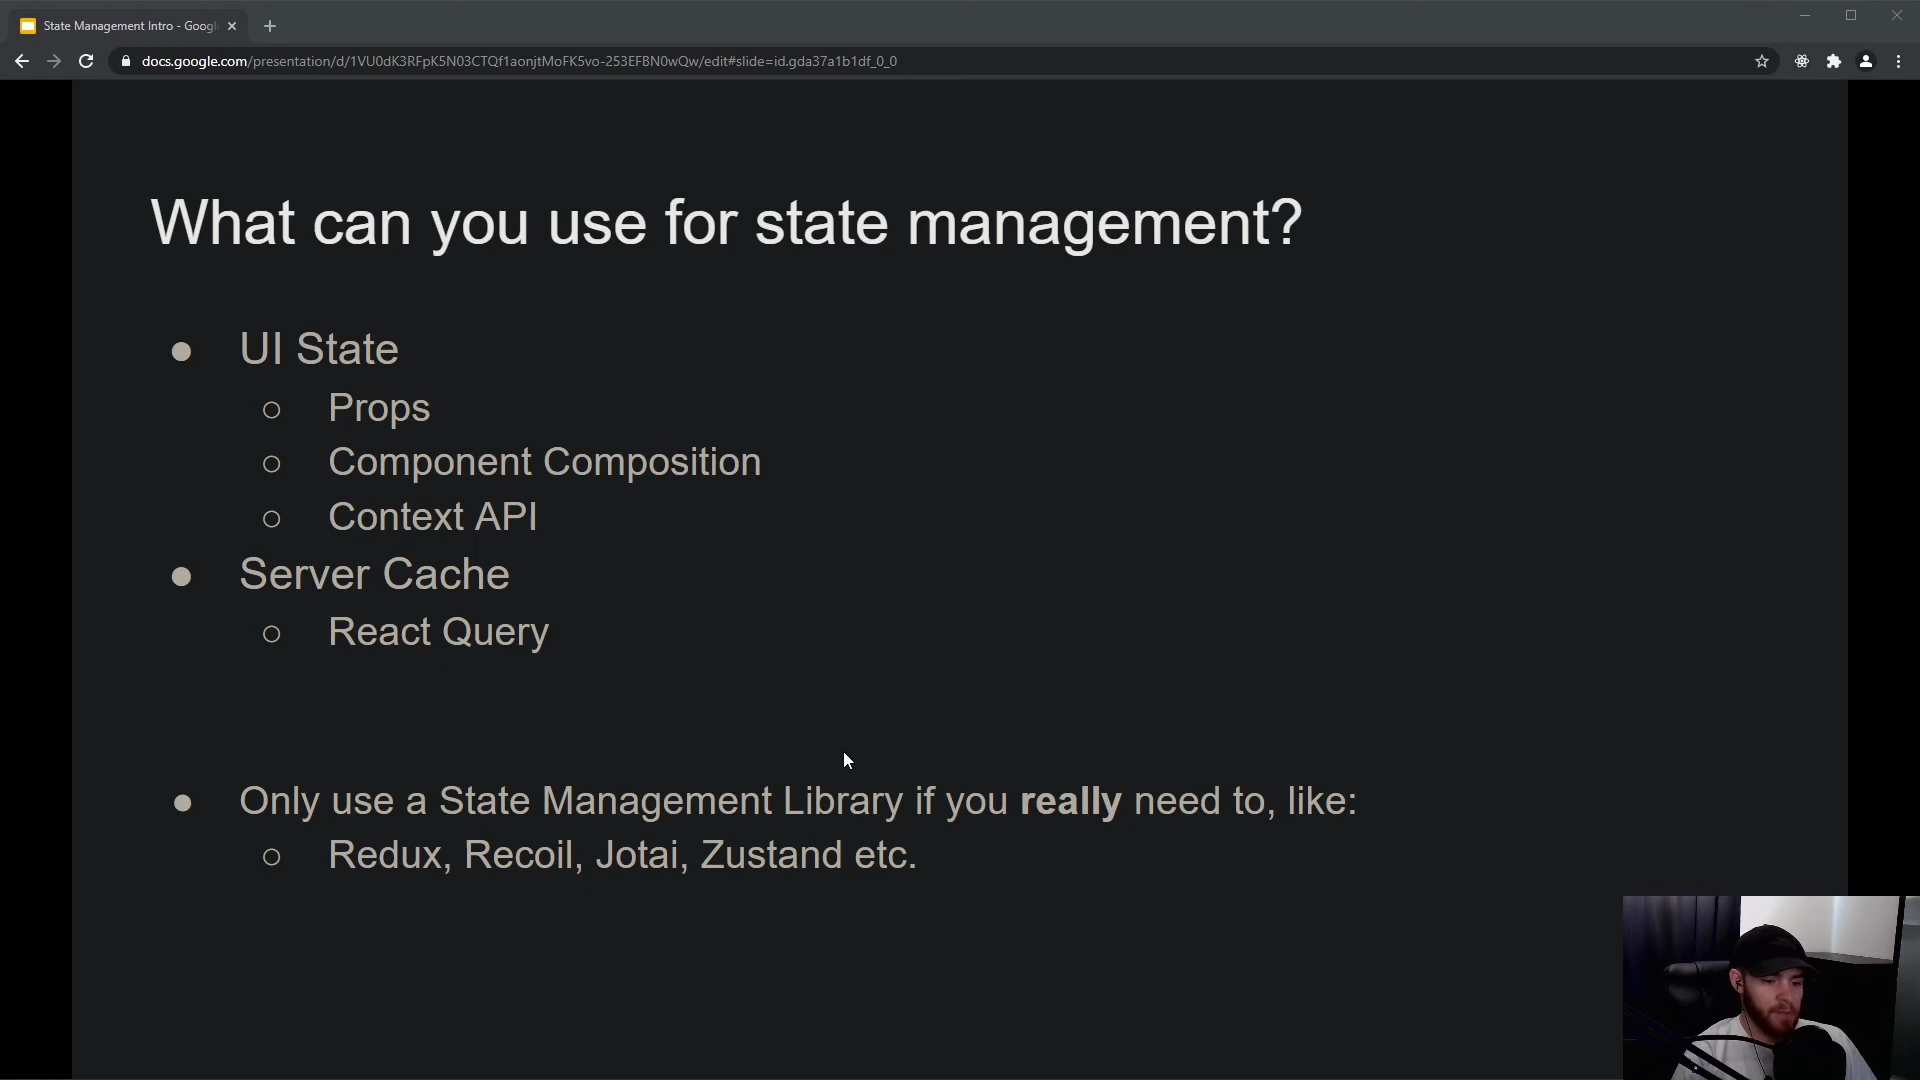 State Management Intro - Googl
docs.google.com/presentation/d/1VU0dK3RFpK5N03CTQf1aonjtMoFK5vo-253EFBN0wQw/edit#slide=id.gda37a1b1df_0_0
What can you use for state management?
● UI State
○ Props
○ Component Composition
○ Context API
● Server Cache
○ React Query
● Only use a State Management Library if you really need to, like:
○ Redux, Recoil, Jotai, Zustand etc.